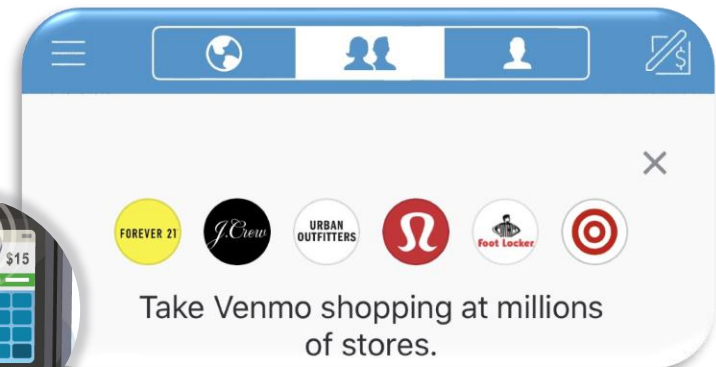 FOREVER 21
J.Crew
URBAN
OUTFITTERS
Foot Locker
$15
Take Venmo shopping at millions
of stores.